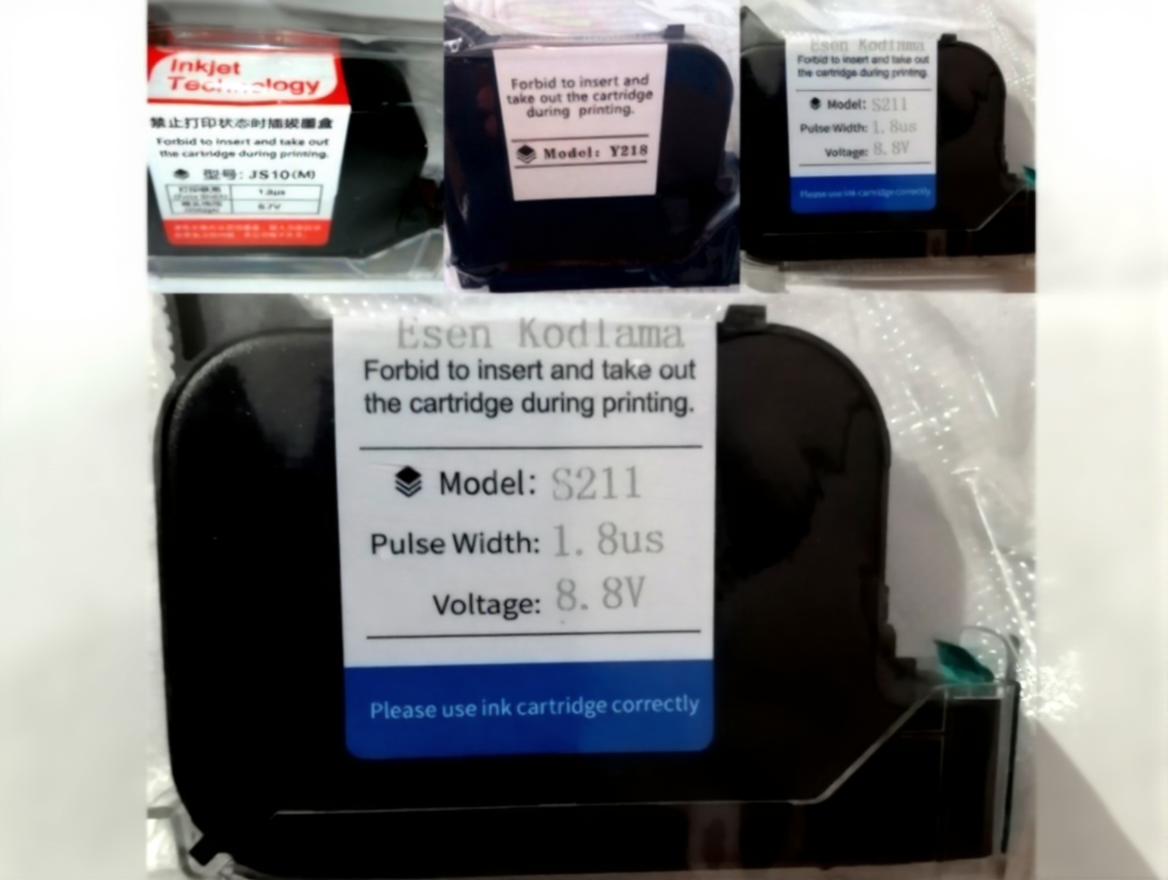 Inkjet
Technology
禁止打印状态时插拔墨盒
Forbid to insert and take out
the cartridge during printing.
型号: JS10(M)
1.8us
8.7V
Forbid to insert and
take out the cartridge
during printing.
Model: Y218
Esen Kodlama
Forbid to insert and take out
the cartridge during printing.
Model: S211
Pulse Width: 1.8us
Voltage: 8.8V
Please use ink cartridge correctly
Esen Kodlama
Forbid to insert and take out
the cartridge during printing.
Model: S211
Pulse Width: 1.8us
Voltage: 8.8V
Please use ink cartridge correctly